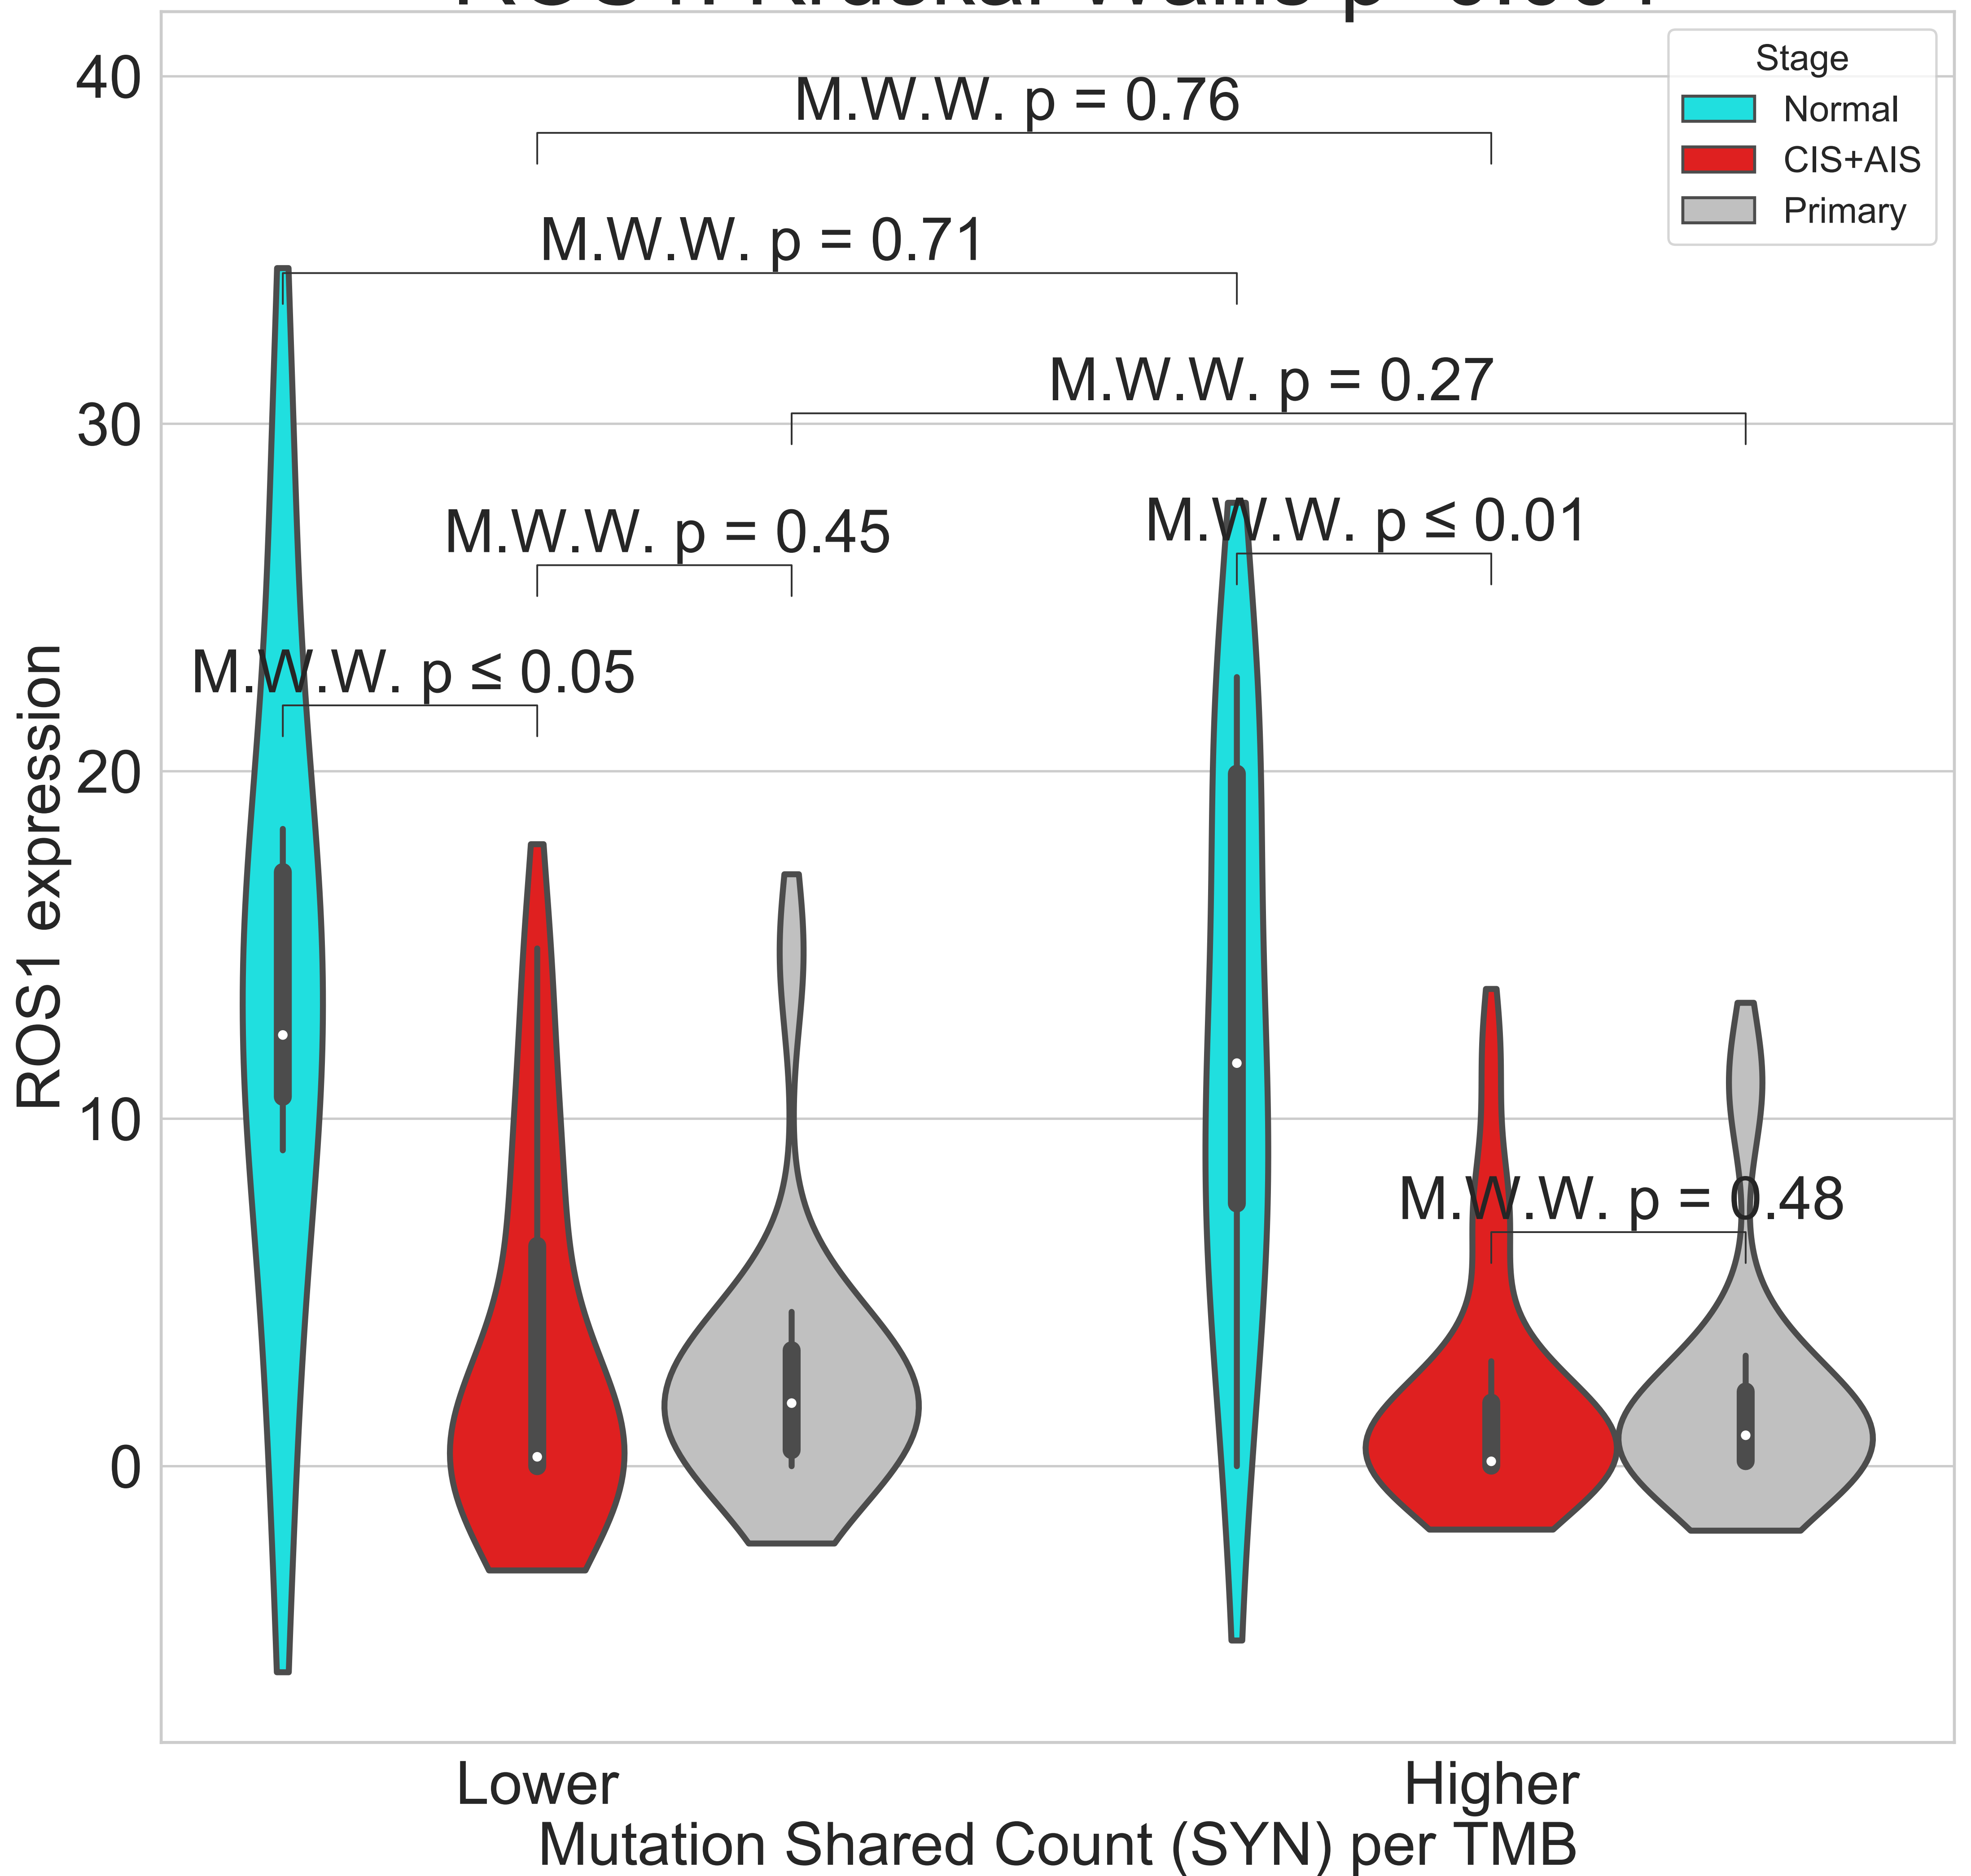 Stage
Normal
CIS+AIS
Primary
40
30
20
10
0
ROS1 expression
M.W.W. p = 0.76
M.W.W. p = 0.71
M.W.W. p = 0.27
M.W.W. p = 0.45
M.W.W. p ≤ 0.01
M.W.W. p ≤ 0.05
M.W.W. p = 0.48
Lower
Higher
Mutation Shared Count (SYN) per TMB